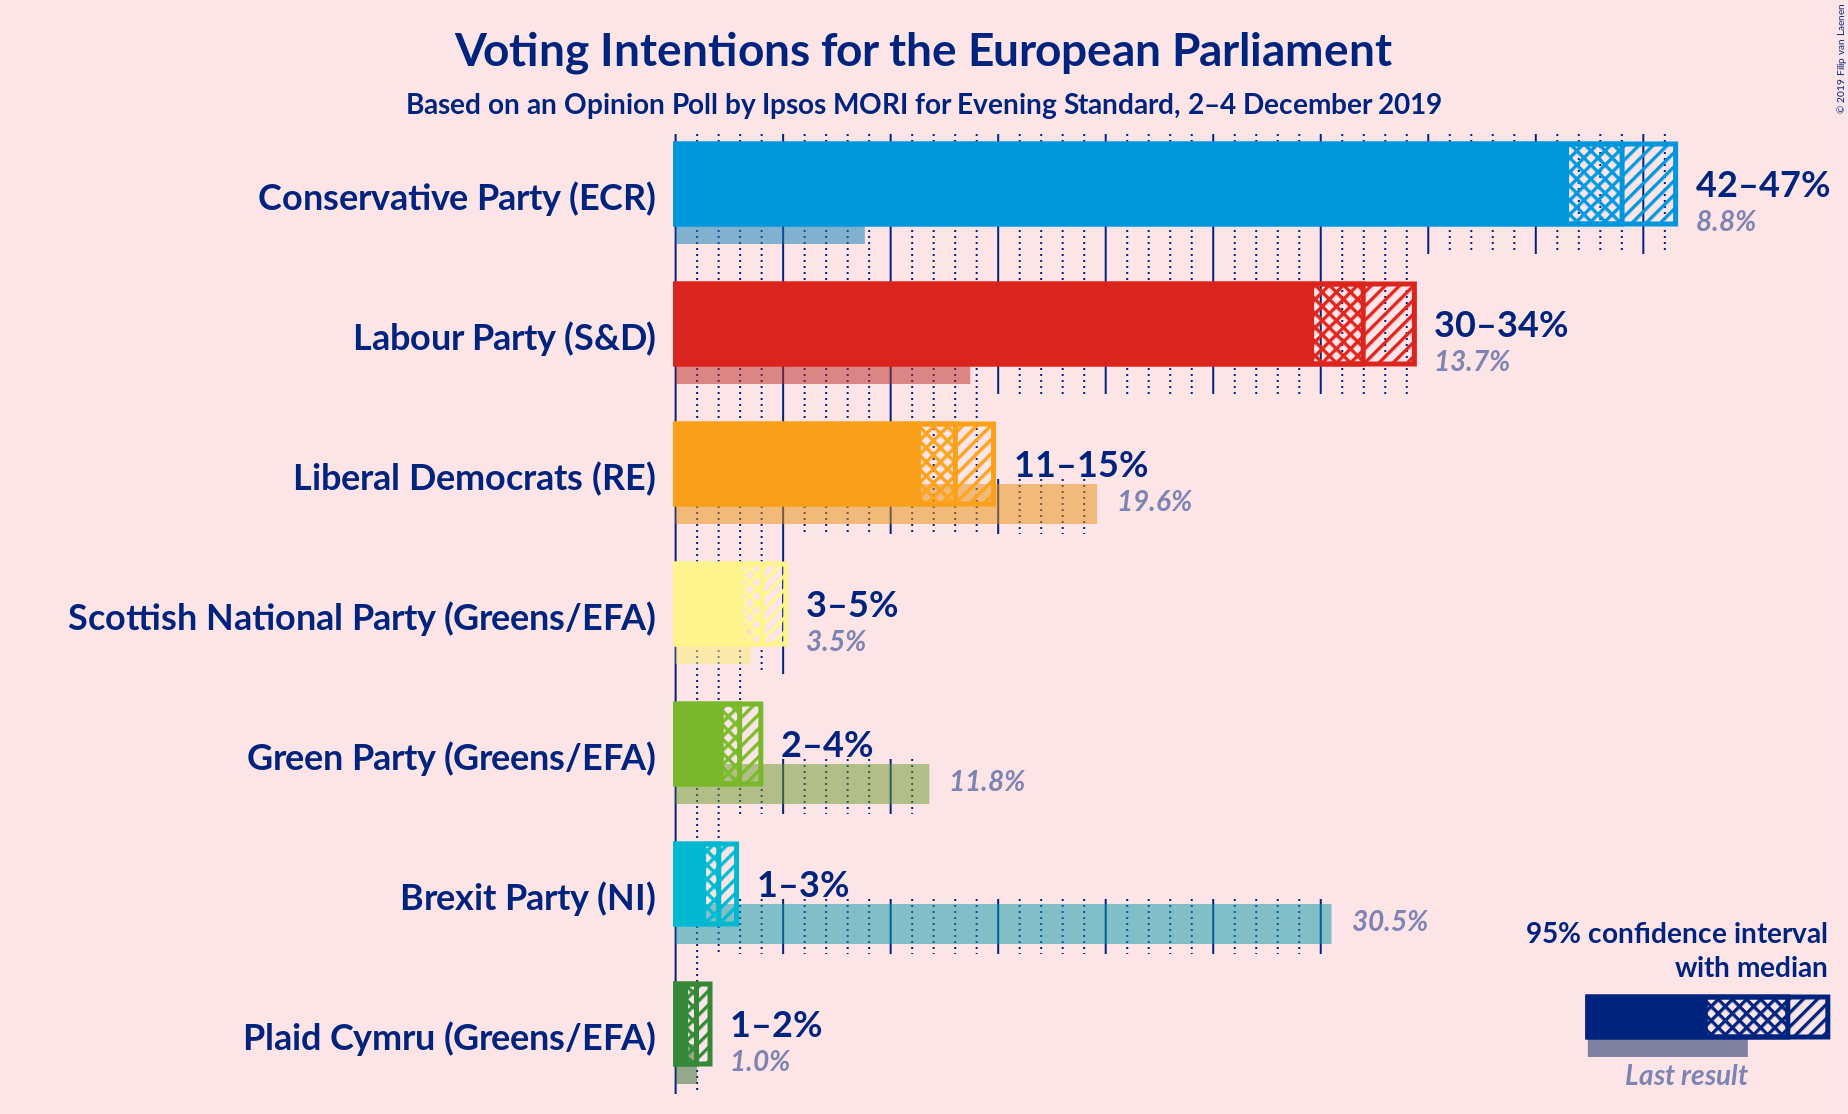 Voting Intentions for the European Parliament
Based on an Opinion Poll by Ipsos MORI for Evening Standard, 2–4 December 2019
© 2019 Filip van Laenen
Conservative Party (ECR)
42–47%
8.8%
Labour Party (S&D)
30–34%
13.7%
Liberal Democrats (RE)
11–15%
19.6%
Scottish National Party (Greens/EFA)
3–5%
3.5%
Green Party (Greens/EFA)
2–4%
11.8%
Brexit Party (NI)
1–3%
30.5%
Plaid Cymru (Greens/EFA)
1–2%
1.0%
95% confidence interval
with median
Last result